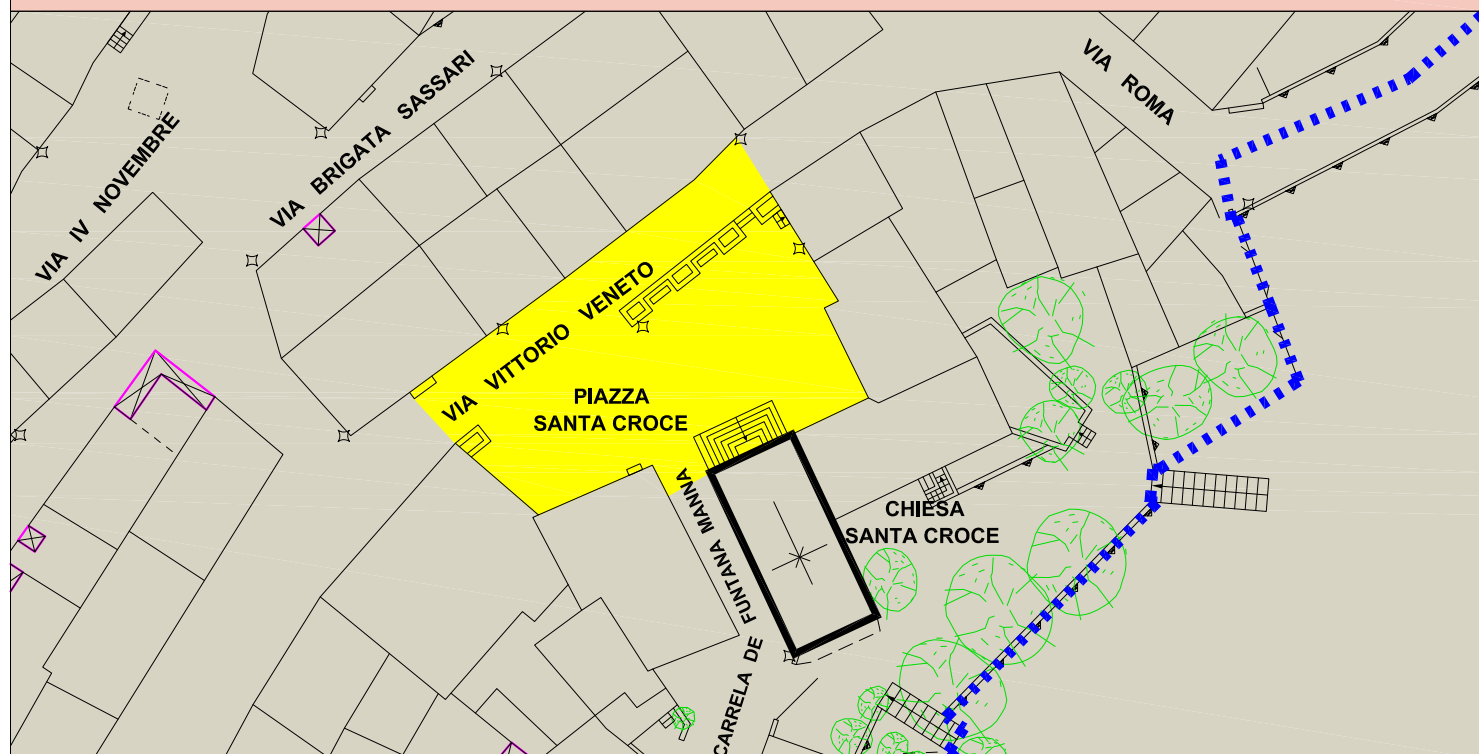 VIA IV NOVEMBRE
VIA BRIGATA SASSARI
VIA ROMA
VIA VITTORIO VENETO
PIAZZA
SANTA CROCE
CHIESA
SANTA CROCE
CARRELA DE FUNTANA MANNA